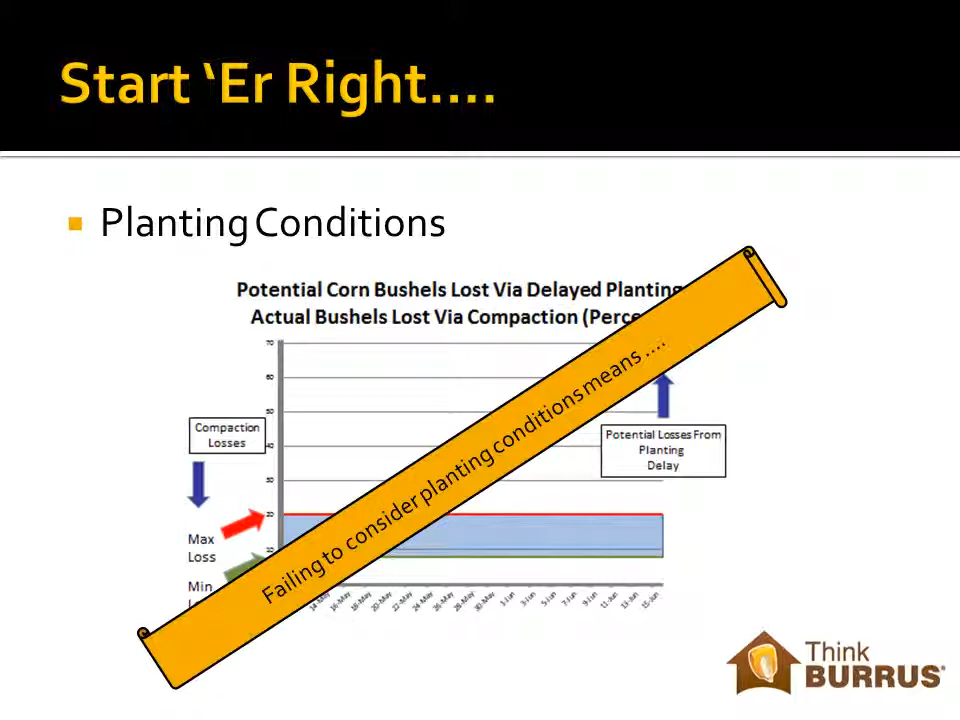 Start ‘Er Right....
Planting Conditions
Potential Corn Bushels Lost Via Delayed Planting
Actual Bushels Lost Via Compaction
70
60
50
40
30
20
10
Compaction
Losses
Max
Loss
Min
Potential Losses From
Planting
Delay
Failing to consider planting conditions means ....
14-May
16-May
18-May
20-May
22-May
24-May
26-May
28-May
30-May
1-Jun
3-Jun
5-Jun
7-Jun
9-Jun
11-Jun
13-Jun
15-Jun
Think
BURRUS®